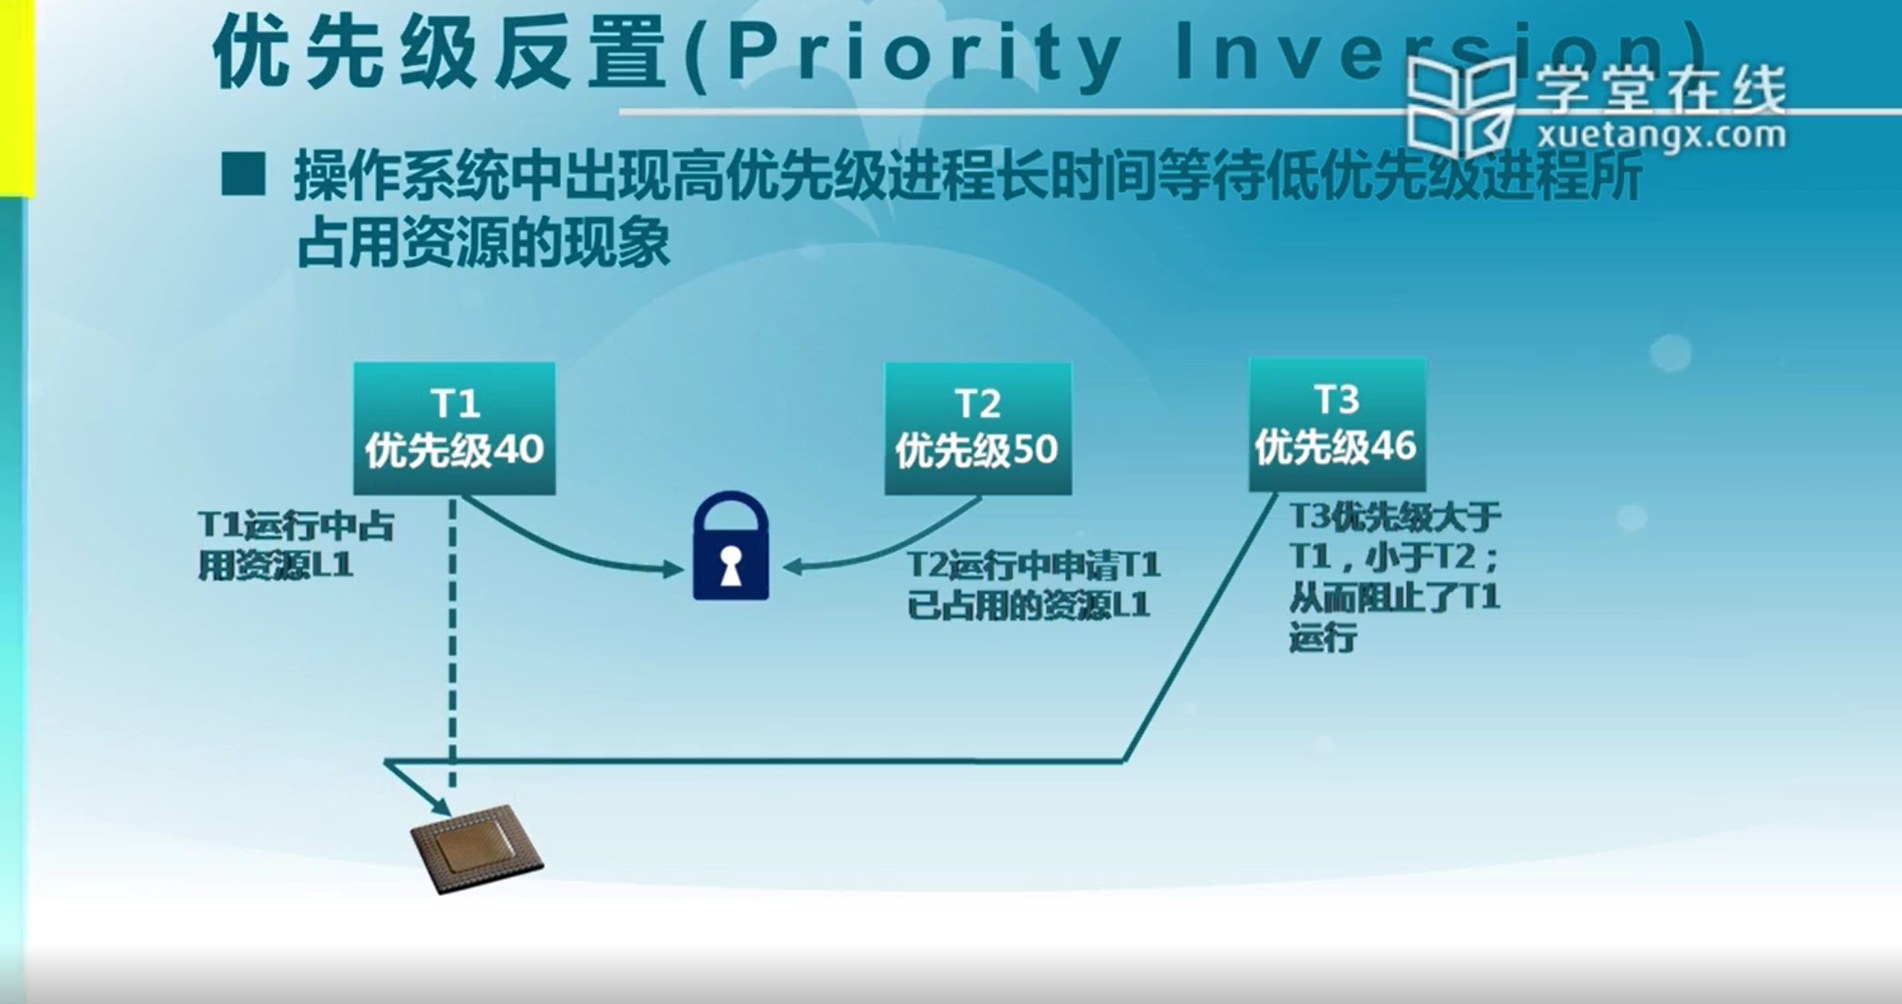 优先级反置(Priority Inversion)
学堂在线
xuetangx.com
■ 操作系统中出现高优先级进程长时间等待低优先级进程所
占用资源的现象
T1
优先级40
T2
优先级50
T3
优先级46
T1运行中占
用资源L1
T2运行中申请T1
已占用的资源L1
T3优先级大于
T1，小于T2；
从而阻止了T1
运行